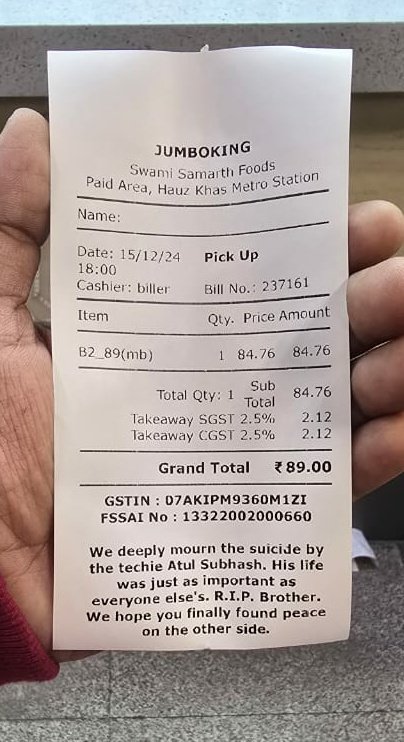 JUMBOKING
Swami Samarth Foods
Paid Area, Hauz Khas Metro Station
Name:
Date: 15/12/24 Pick Up
18:00
Cashier: biller Bill No.: 237161
Item Qty. Price Amount
B2_89(mb) 1 84.76 84.76
Total Qty: 1 Sub Total 84.76
Takeaway SGST 2.5% 2.12
Takeaway CGST 2.5% 2.12
Grand Total ₹89.00
GSTIN : 07AKIPM9360M1ZI
FSSAI No : 13322002000660
We deeply mourn the suicide by
the techie Atul Subhash. His life
was just as important as
everyone else's. R.I.P. Brother.
We hope you finally found peace
on the other side.